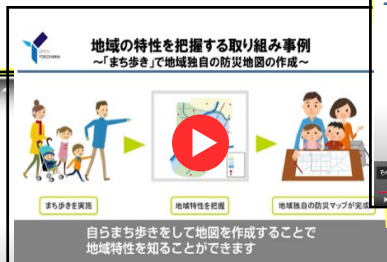 OPEN YOKOHAMA
地域の特性を把握する取り組み事例
～「まち歩き」で地域独自の防災地図の作成～
まち歩きを実施
地域特性を把握
地域独自の防災マップが完成
自らまち歩きをして地図を作成することで
地域特性を知ることができます